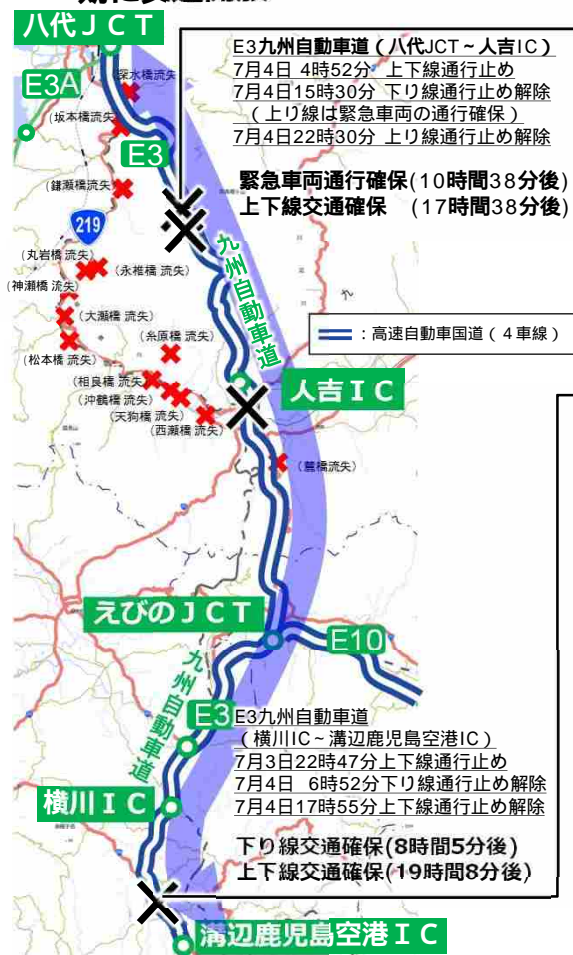 八代ＪＣＴ
E3九州自動車道（八代JCT～人吉IC）
7月4日 4時52分 上下線通行止め
7月4日15時30分 下り線通行止め解除
（上り線は緊急車両の通行確保）
7月4日22時30分 上り線通行止め解除
緊急車両通行確保(10時間38分後)
上下線交通確保 (17時間38分後)
E3A
(深水橋流失)
(坂本橋流失)
E3
(鎌瀬橋流失)
219
(丸岩橋 流失)
(永椎橋 流失)
(神瀬橋 流失)
(大瀬橋 流失)
(糸原橋 流失)
(松本橋 流失)
(相良橋 流失)
(沖鶴橋 流失)
(天狗橋 流失)
(西瀬橋 流失)
九州自動車道
：高速自動車国道（４車線）
人吉ＩＣ
えびのＪＣＴ
E10
九州自動車道
E3
E3九州自動車道
（横川IC～溝辺鹿児島空港IC）
7月3日22時47分上下線通行止め
7月4日 6時52分下り線通行止め解除
7月4日17時55分上下線通行止め解除
横川ＩＣ
下り線交通確保(8時間5分後)
上下線交通確保(19時間8分後)
溝辺鹿児島空港ＩＣ